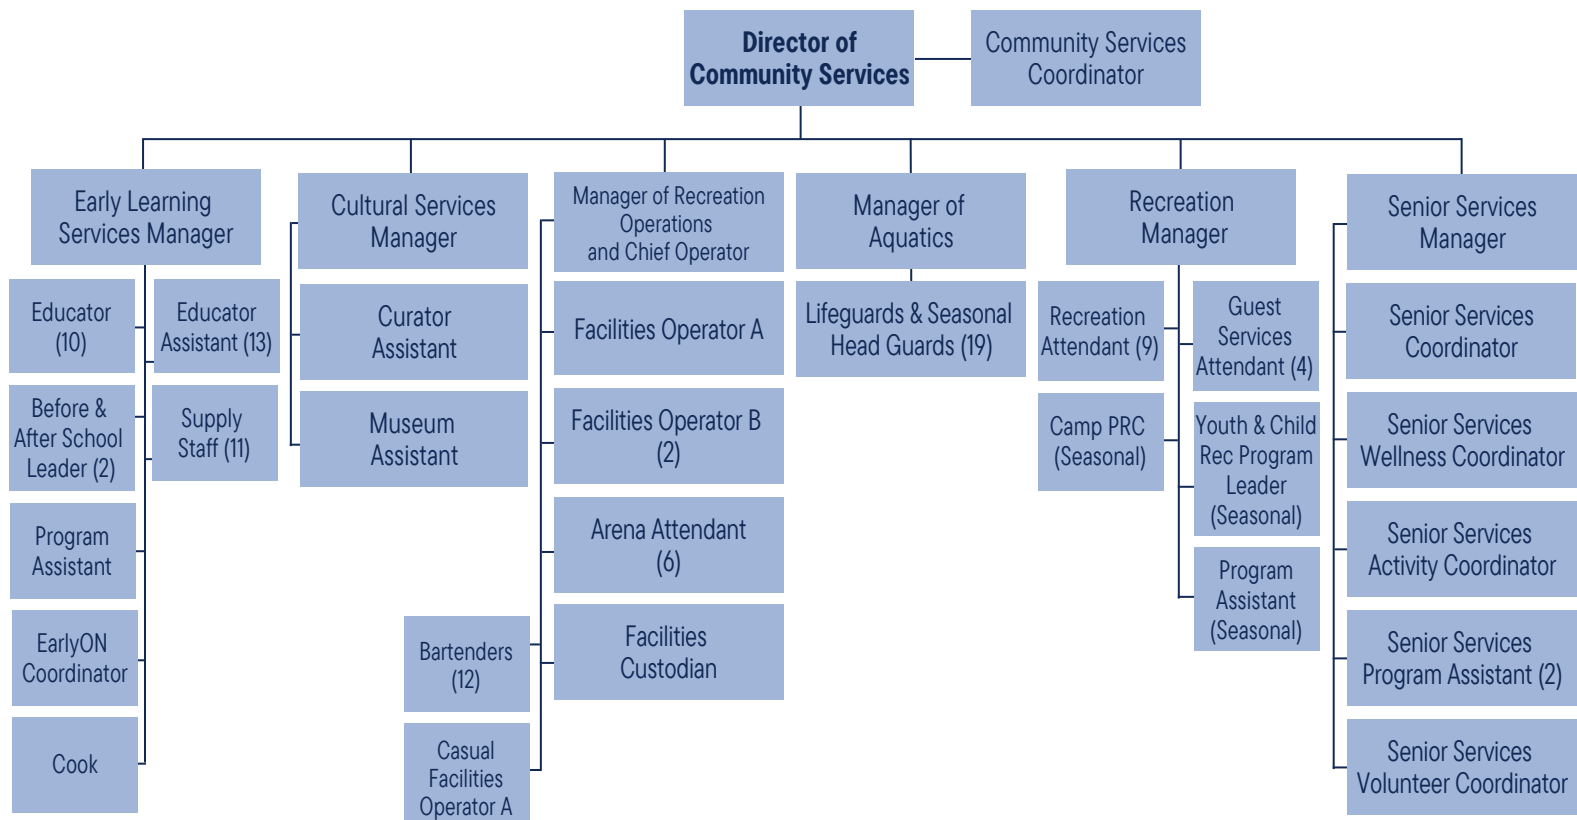 Director of
Community Services
Community Services
Coordinator
Early Learning
Services Manager
Educator
(10)
Educator
Assistant (13)
Before &
After School
Leader (2)
Supply
Staff (11)
Program
Assistant
EarlyON
Coordinator
Cook
Cultural Services
Manager
Curator
Assistant
Museum
Assistant
Manager of Recreation
Operations
and Chief Operator
Facilities Operator A
Facilities Operator B
(2)
Arena Attendant
(6)
Facilities
Custodian
Bartenders
(12)
Casual
Facilities
Operator A
Manager of
Aquatics
Lifeguards & Seasonal
Head Guards (19)
Recreation
Manager
Recreation
Attendant (9)
Guest
Services
Attendant (4)
Camp PRC
(Seasonal)
Youth & Child
Rec Program
Leader
(Seasonal)
Program
Assistant
(Seasonal)
Senior Services
Manager
Senior Services
Coordinator
Senior Services
Wellness Coordinator
Senior Services
Activity Coordinator
Senior Services
Program Assistant (2)
Senior Services
Volunteer Coordinator